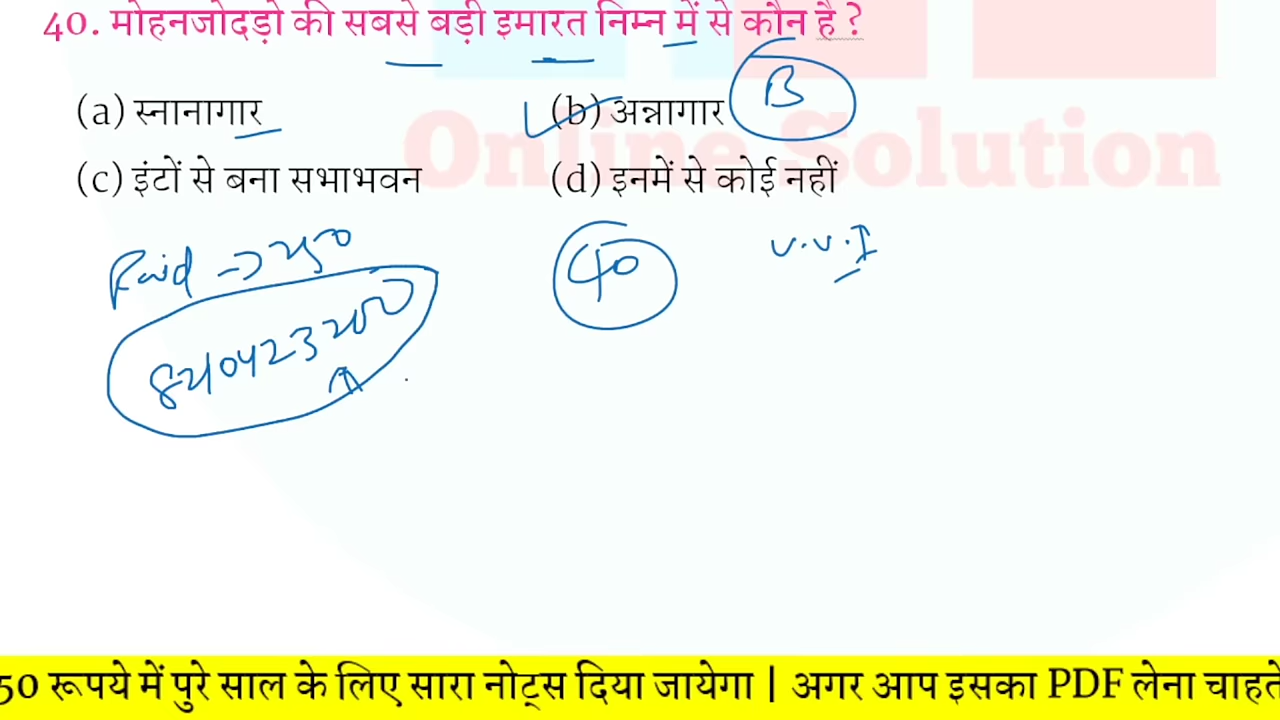 40. मोहनजोदड़ो की सबसे बड़ी इमारत निम्न में से कौन है ?
(a) स्नानागार (b) अन्नागार B
(c) इंटों से बना सभाभवन (d) इनमें से कोई नहीं
Online Solution
40 V.V.I
50 रूपये में पुरे साल के लिए सारा नोट्स दिया जायेगा | अगर आप इसका PDF लेना चाहते